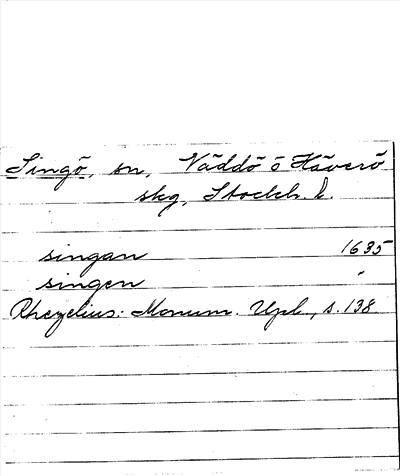 Singö, sn, Väddö o Häverö
skg, Stockh. l.
singan 1635
singen "
Rhezelius: Monum. Upl., s. 138